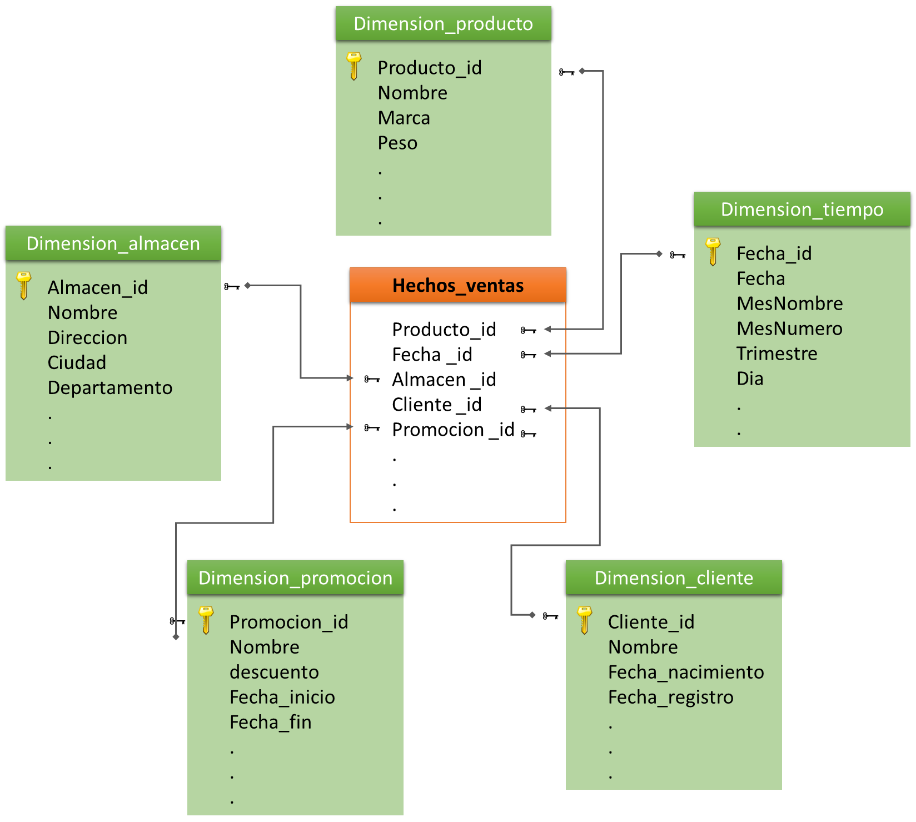 Dimension_producto
Producto_id
Nombre
Marca
Peso
.
.
.
Dimension_almacen
Almacen_id
Nombre
Direccion
Ciudad
Departamento
.
.
.
Hechos_ventas
Producto_id
Fecha _id
Almacen _id
Cliente _id
Promocion _id
.
.
.
Dimension_tiempo
Fecha_id
Fecha
MesNombre
MesNumero
Trimestre
Dia
.
.
Dimension_promocion
Promocion_id
Nombre
descuento
Fecha_inicio
Fecha_fin
.
.
.
Dimension_cliente
Cliente_id
Nombre
Fecha_nacimiento
Fecha_registro
.
.
.